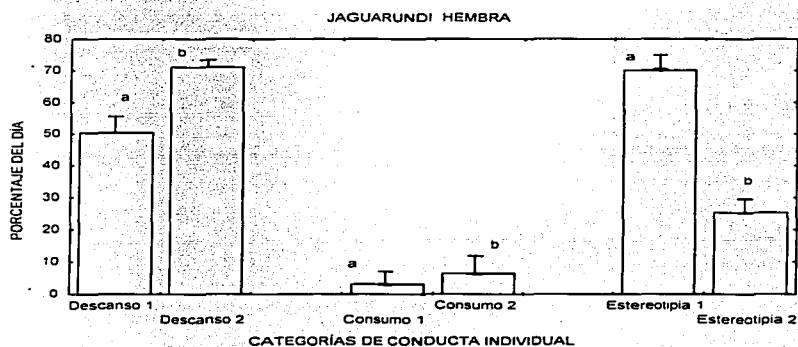 JAGUARUNDI HEMBRA
80
70
60
50
40
30
20
10
0
PORCENTAJE DEL DÍA
a
b
a
b
a
b
Descanso 1
Descanso 2
Consumo 1
Consumo 2
Estereotipia 1
Estereotipia 2
CATEGORÍAS DE CONDUCTA INDIVIDUAL